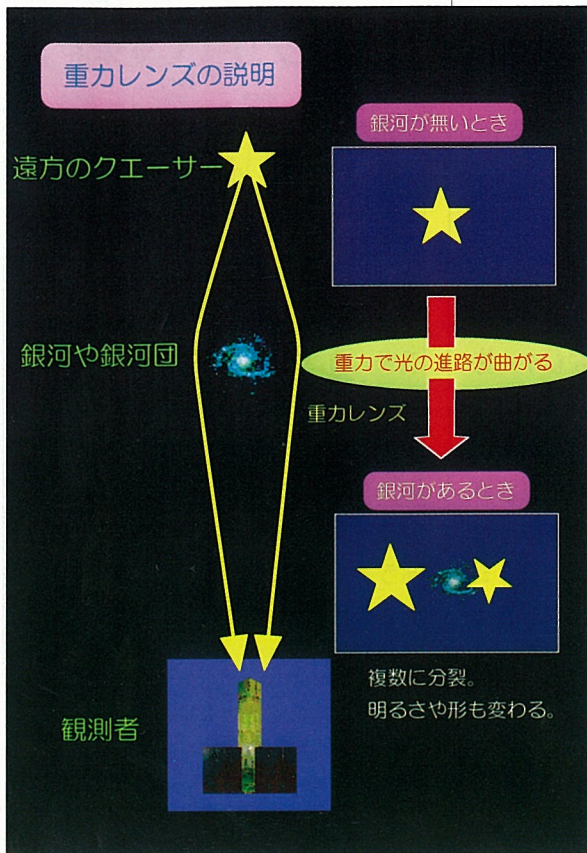 重力レンズの説明
遠方のクエーサー
銀河や銀河団
観測者
銀河が無いとき
重力で光の進路が曲がる
重力レンズ
銀河があるとき
複数に分裂。
明るさや形も変わる。